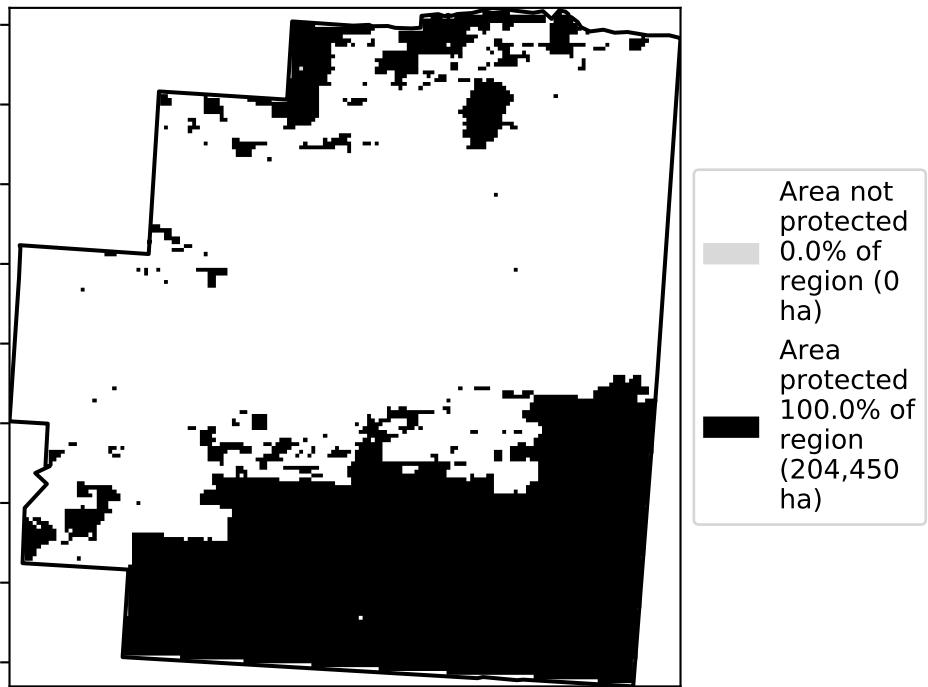 Area not
protected
0.0% of
region (0
ha)
Area
protected
100.0% of
region
(204,450
ha)